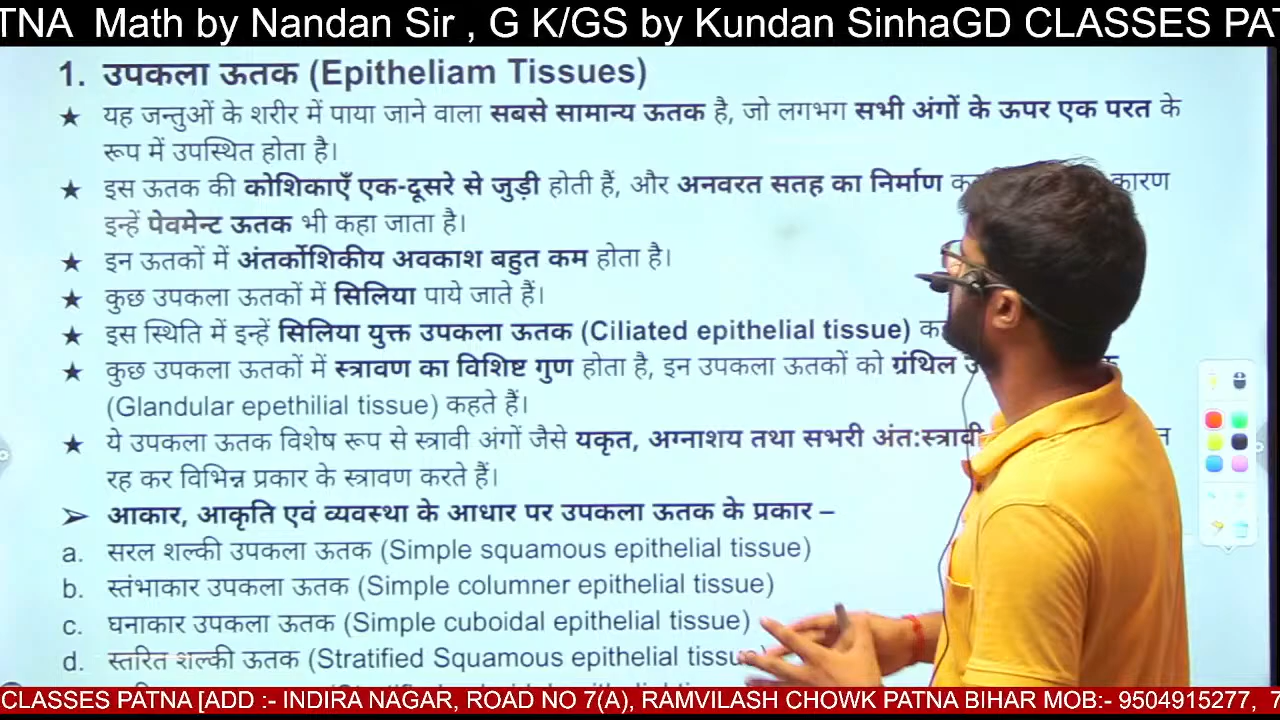 TNA Math by Nandan Sir , G K/GS by Kundan SinhaGD CLASSES PAT
1. उपकला ऊतक (Epitheliam Tissues)
★ यह जन्तुओं के शरीर में पाया जाने वाला सबसे सामान्य ऊतक है, जो लगभग सभी अंगों के ऊपर एक परत के
रूप में उपस्थित होता है।
★ इस ऊतक की कोशिकाएँ एक-दूसरे से जुड़ी होती हैं, और अनवरत सतह का निर्माण कारण
इन्हें पेवमेन्ट ऊतक भी कहा जाता है।
★ इन ऊतकों में अंतर्कोशिकीय अवकाश बहुत कम होता है।
★ कुछ उपकला ऊतकों में सिलिया पाये जाते हैं।
★ इस स्थिति में इन्हें सिलिया युक्त उपकला ऊतक (Ciliated epithelial tissue)
★ कुछ उपकला ऊतकों में स्त्रावण का विशिष्ट गुण होता है, इन उपकला ऊतकों को ग्रंथिल
(Glandular epethilial tissue) कहते हैं।
★ ये उपकला ऊतक विशेष रूप से स्त्रावी अंगों जैसे यकृत, अग्नाशय तथा सभरी अंत:स्त्रावी
रह कर विभिन्न प्रकार के स्त्रावण करते हैं।
➢ आकार, आकृति एवं व्यवस्था के आधार पर उपकला ऊतक के प्रकार –
a. सरल शल्की उपकला ऊतक (Simple squamous epithelial tissue)
b. स्तंभाकार उपकला ऊतक (Simple columner epithelial tissue)
c. घनाकार उपकला ऊतक (Simple cuboidal epithelial tissue)
d. स्तरित शल्की ऊतक (Stratified Squamous epithelial
CLASSES PATNA [ADD :- INDIRA NAGAR, ROAD NO 7(A), RAMVILASH CHOWK PATNA BIHAR MOB:- 9504915277, 7